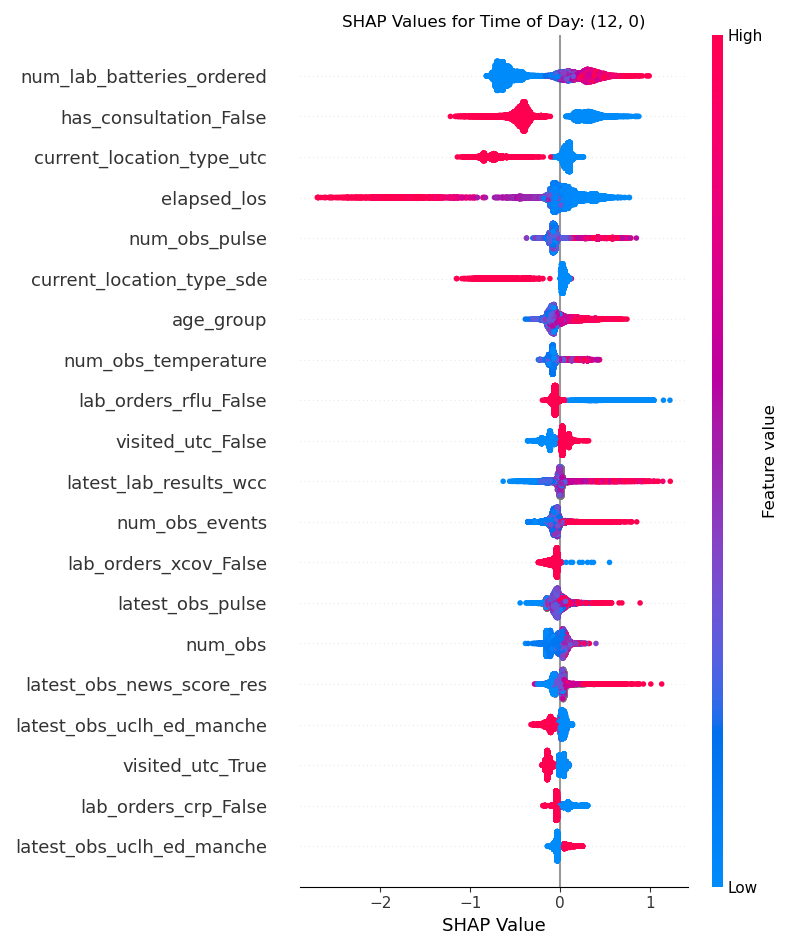 SHAP Values for Time of Day: (12, 0)
High
num_lab_batteries_ordered
has_consultation_False
current_location_type_utc
elapsed_los
num_obs_pulse
current_location_type_sde
age_group
num_obs_temperature
lab_orders_rflu_False
visited_utc_False
latest_lab_results_wcc
num_obs_events
lab_orders_xcov_False
latest_obs_pulse
num_obs
latest_obs_news_score_res
latest_obs_uclh_ed_manche
visited_utc_True
lab_orders_crp_False
latest_obs_uclh_ed_manche
Feature value
Low
−2 −1 0 1
SHAP Value